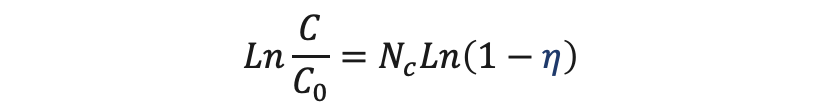 Ln C/C₀ = N_c Ln(1 − η)